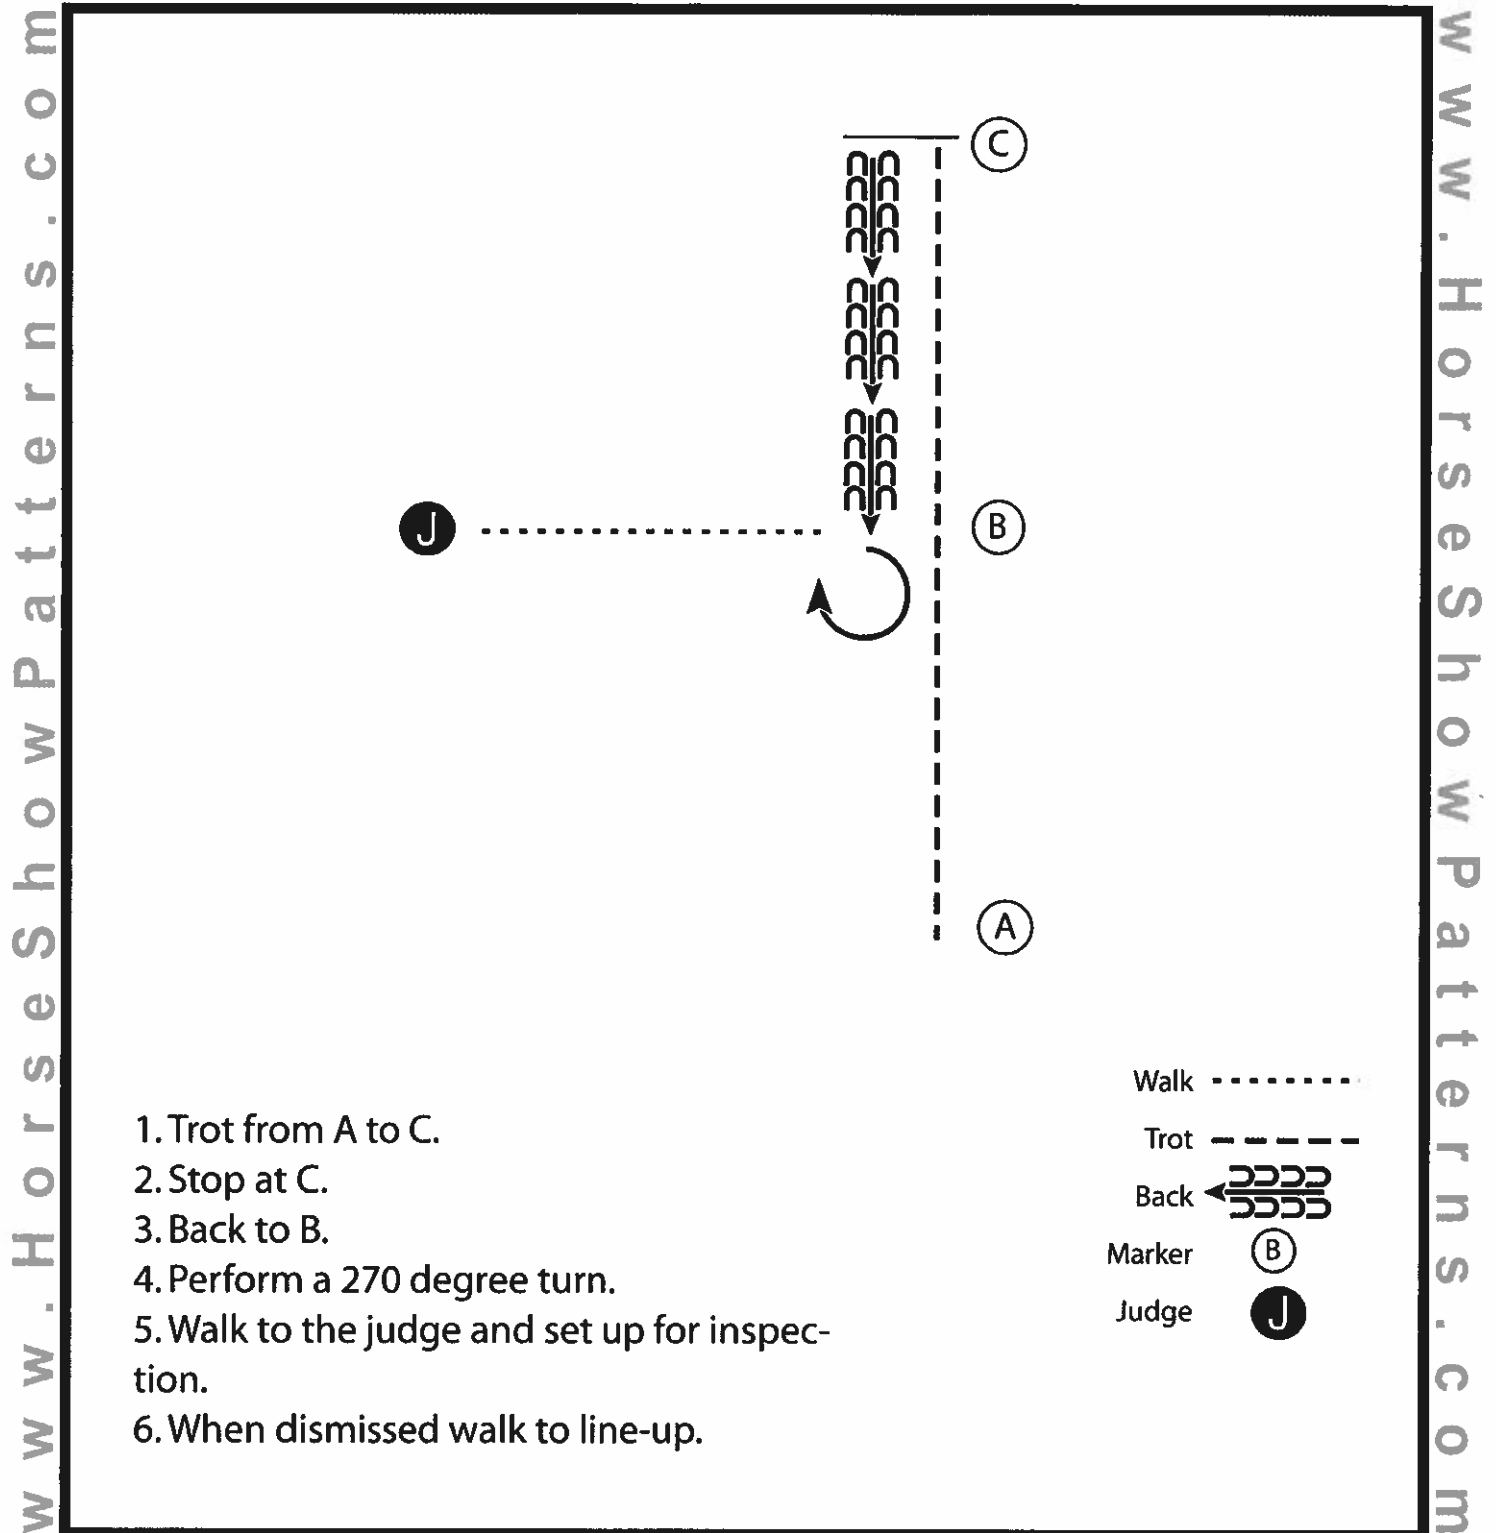 www.HorseShowPatterns.com
C
J
B
A
Walk
Trot
Back
Marker B
Judge J
1. Trot from A to C.
2. Stop at C.
3. Back to B.
4. Perform a 270 degree turn.
5. Walk to the judge and set up for inspec-
tion.
6. When dismissed walk to line-up.
www.HorseShowPatterns.com